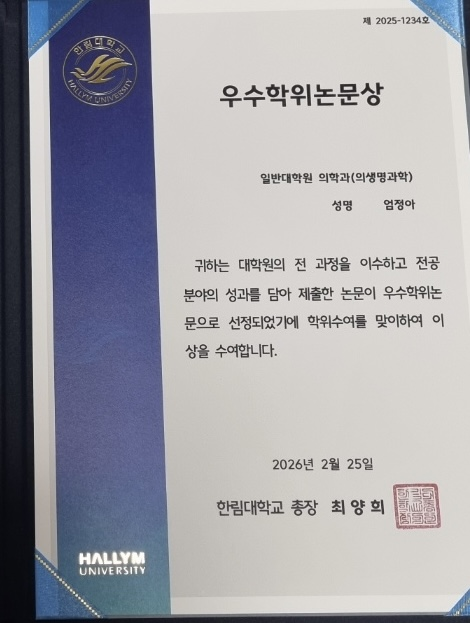 제 2025-1234호
한림대학교
HALLYM UNIVERSITY
우수학위논문상
일반대학원 의학과(의생명과학)
성명 엄정아
귀하는 대학원의 전 과정을 이수하고 전공
분야의 성과를 담아 제출한 논문이 우수학위논
문으로 선정되었기에 학위수여를 맞이하여 이
상을 수여합니다.
2026년 2월 25일
한림대학교 총장 최양희
HALLYM
UNIVERSITY